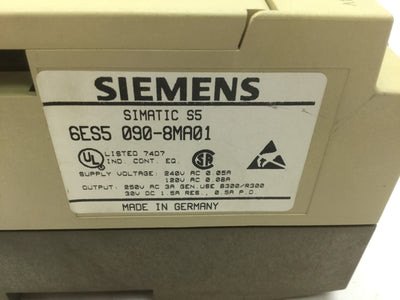 SIEMENS
SIMATIC S5
6ES5 090-8MA01
UL LISTED 74D7
IND. CONT. EQ.
SUPPLY VOLTAGE: 240V AC 0.05A
120V AC 0.08A
OUTPUT: 250V AC 3A GEN.USE B300/R300
30V DC 1.5A RES., 0.5A P.D.
MADE IN GERMANY